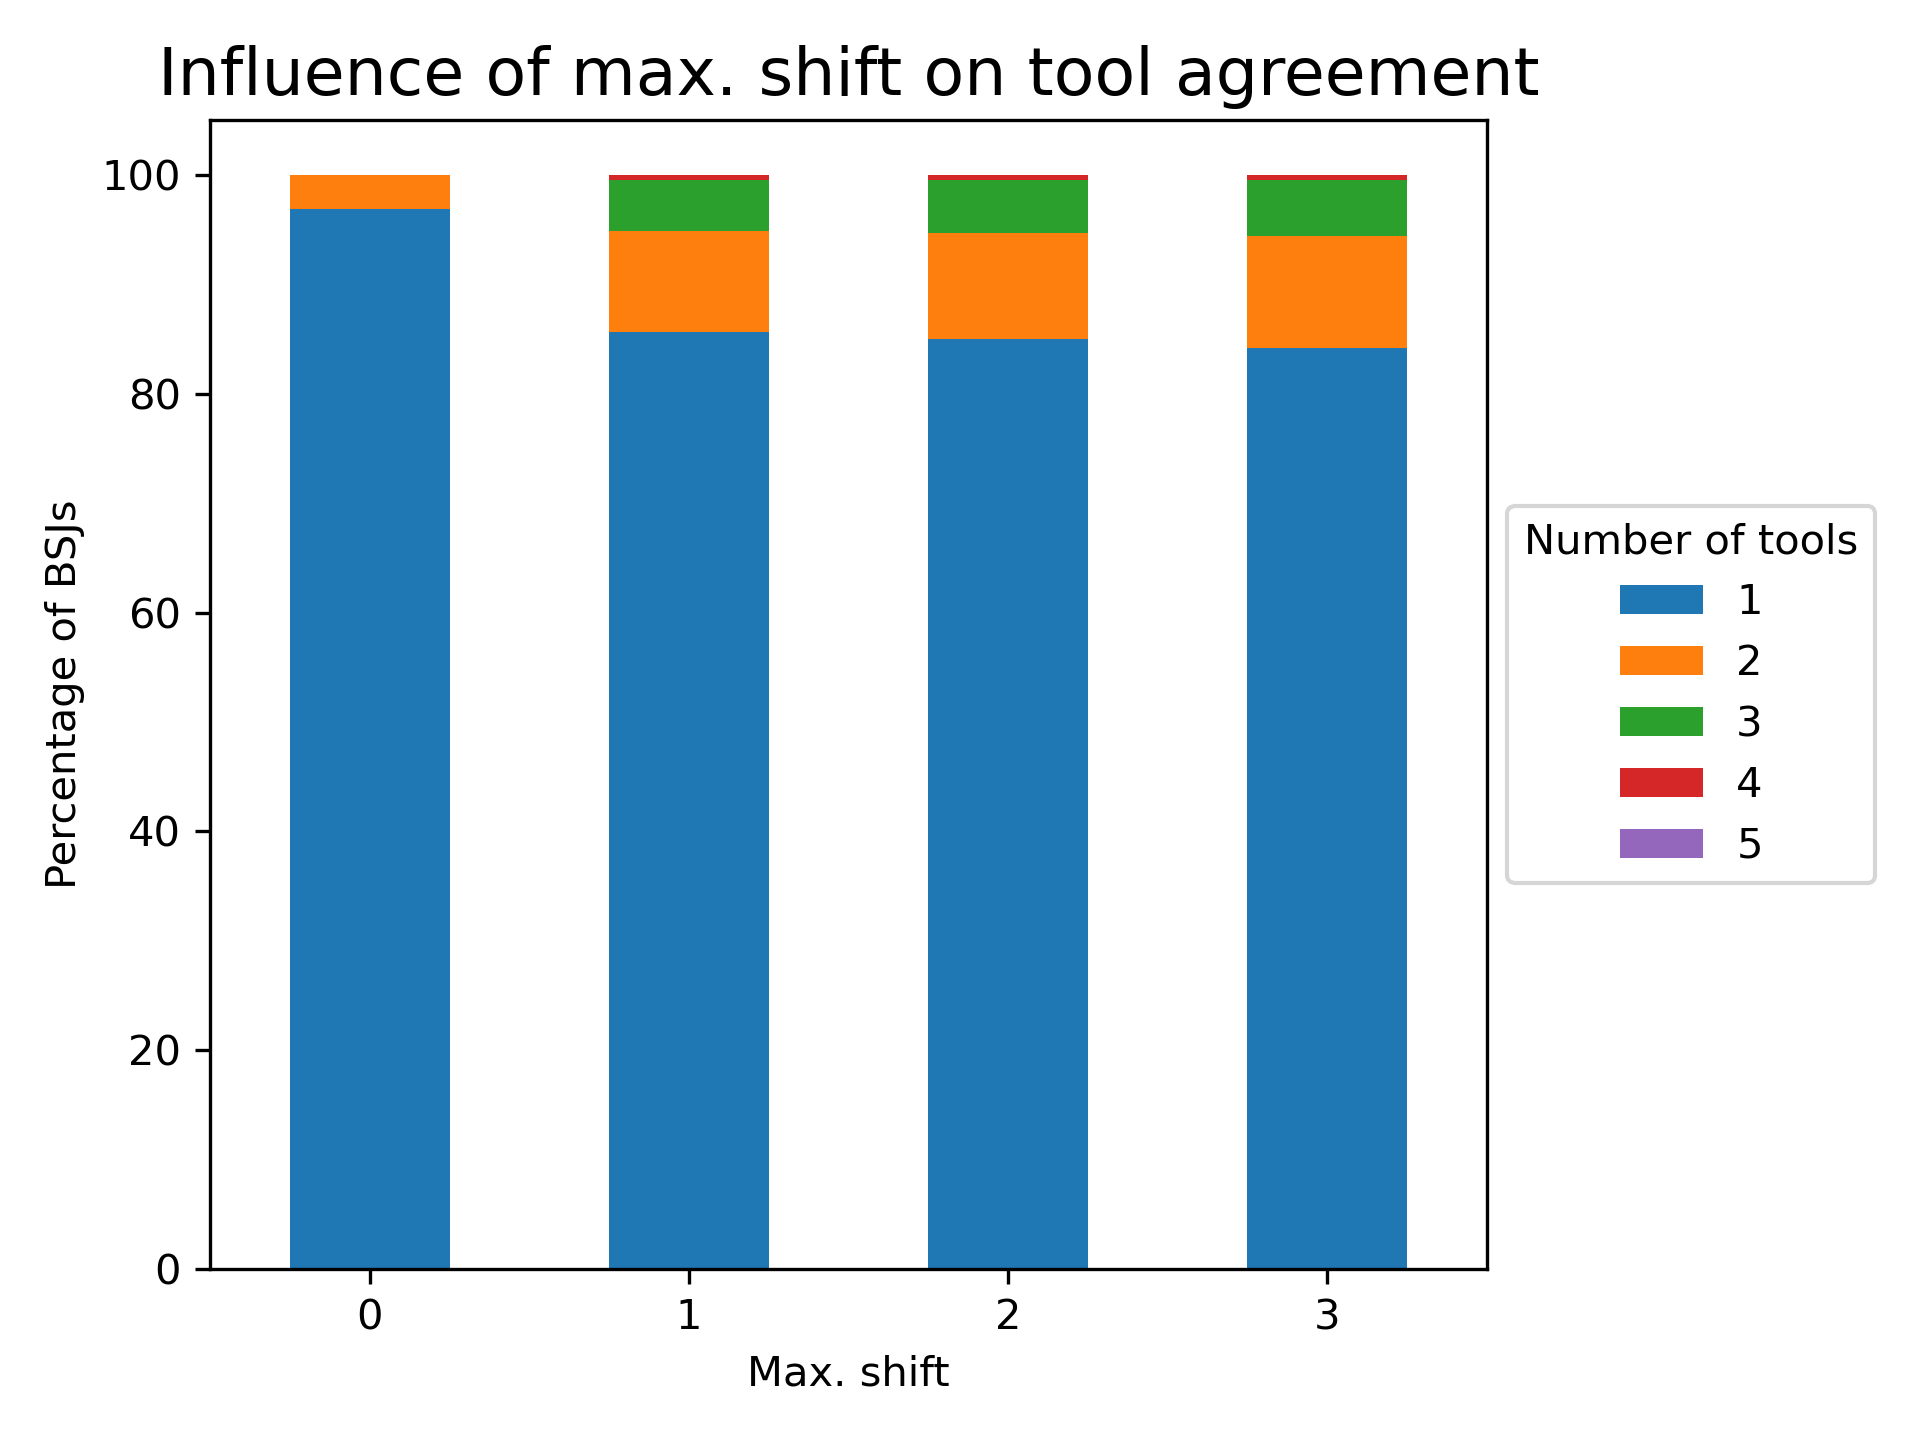 Influence of max. shift on tool agreement
100
80
60
40
20
0
Percentage of BSJs
0 1 2 3
Max. shift
Number of tools
1
2
3
4
5